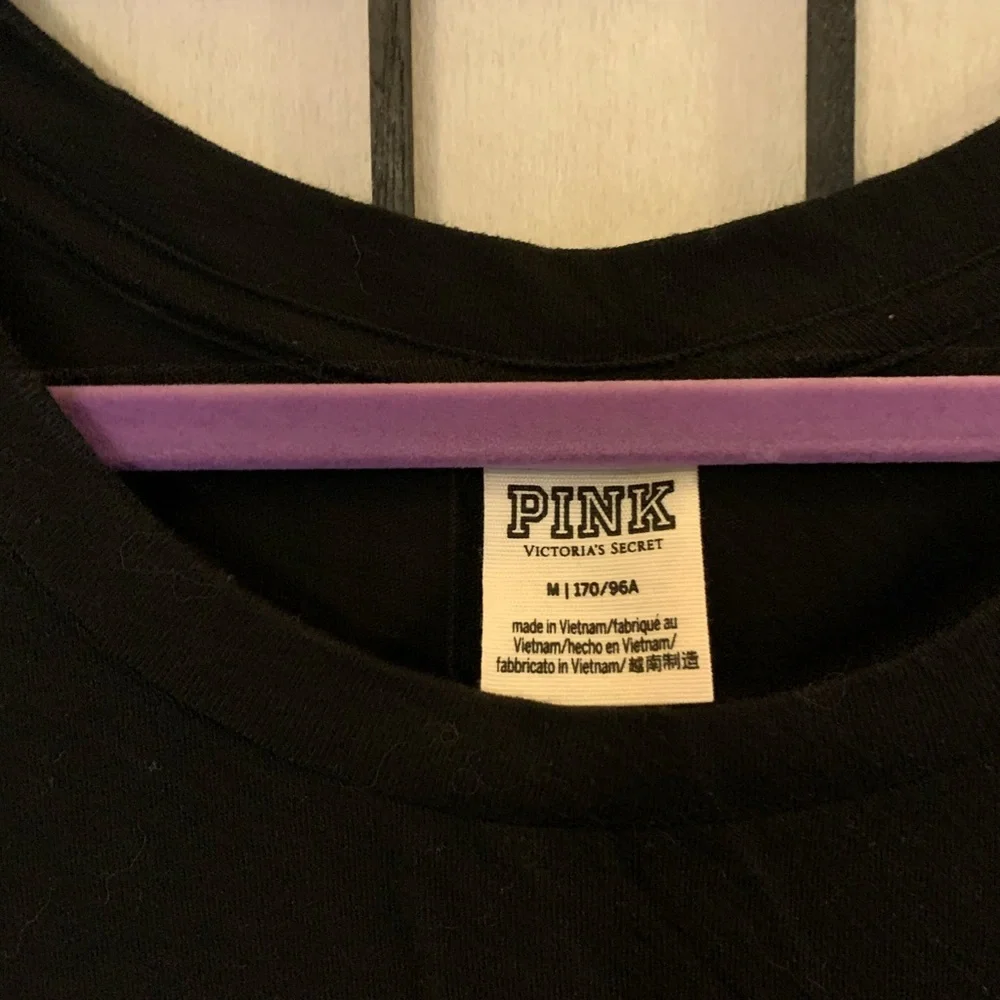 PINK
VICTORIA'S SECRET
M | 170/96A
made in Vietnam/fabriqué au
Vietnam/hecho en Vietnam/
fabbricato in Vietnam/ 越南制造